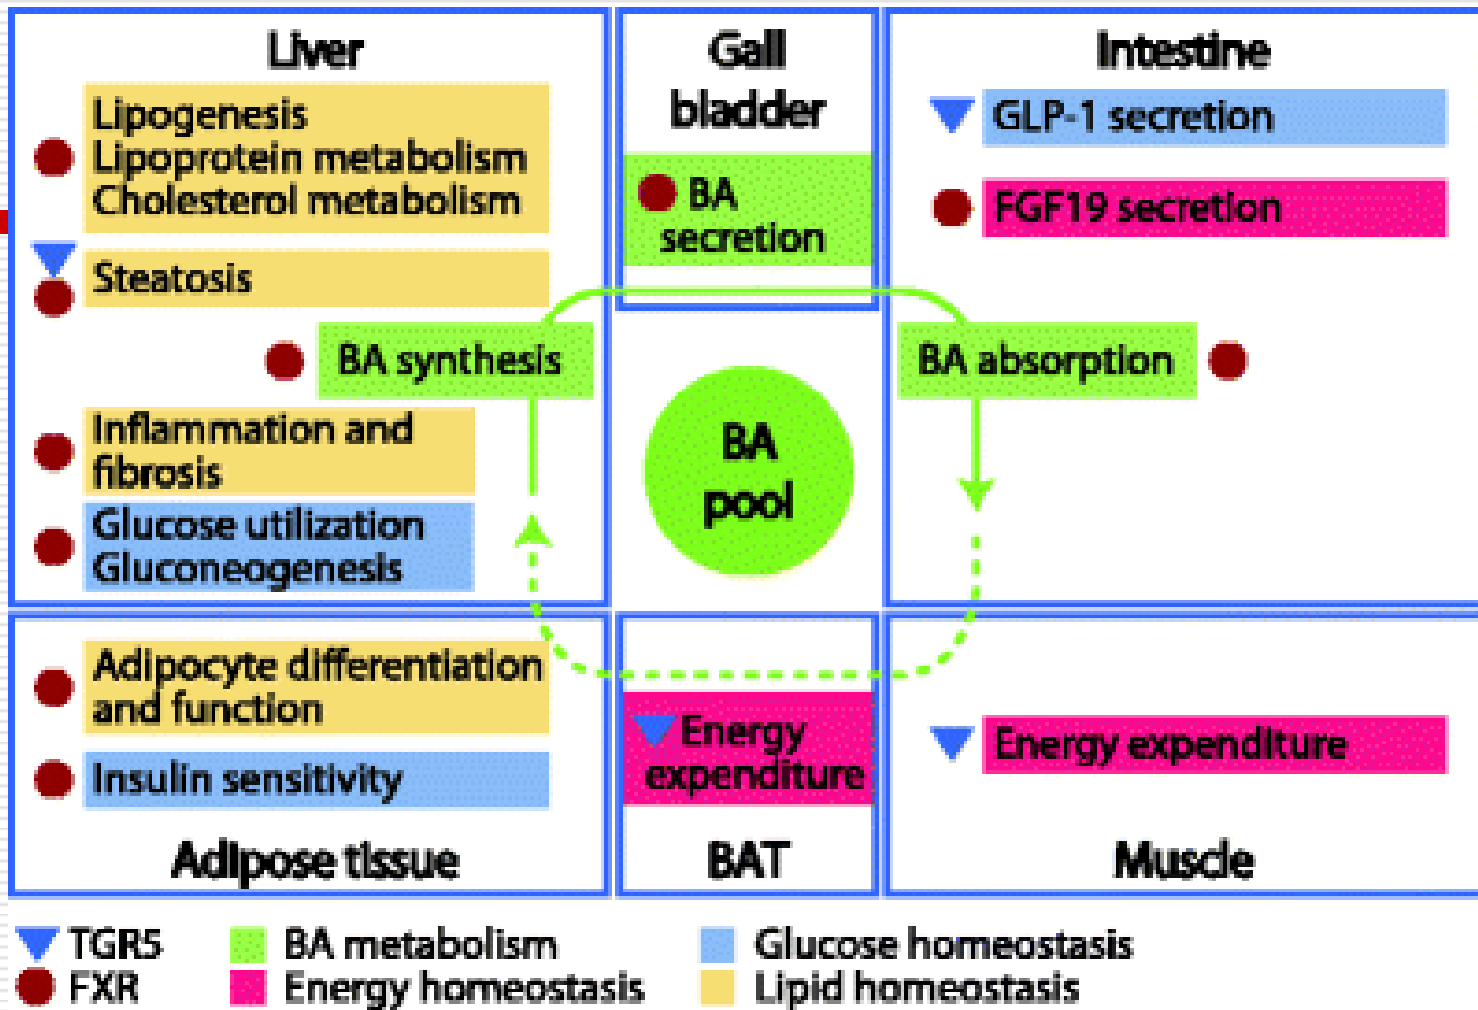 Liver
Lipogenesis
Lipoprotein metabolism
Cholesterol metabolism
Steatosis
BA synthesis
Inflammation and
fibrosis
Glucose utilization
Gluconeogenesis
Gall
bladder
BA
secretion
BA
pool
Intestine
GLP-1 secretion
FGF19 secretion
BA absorption
Adipocyte differentiation
and function
Insulin sensitivity
Adipose tissue
Energy
expenditure
BAT
Energy expenditure
Muscle
TGR5
FXR
BA metabolism
Energy homeostasis
Glucose homeostasis
Lipid homeostasis